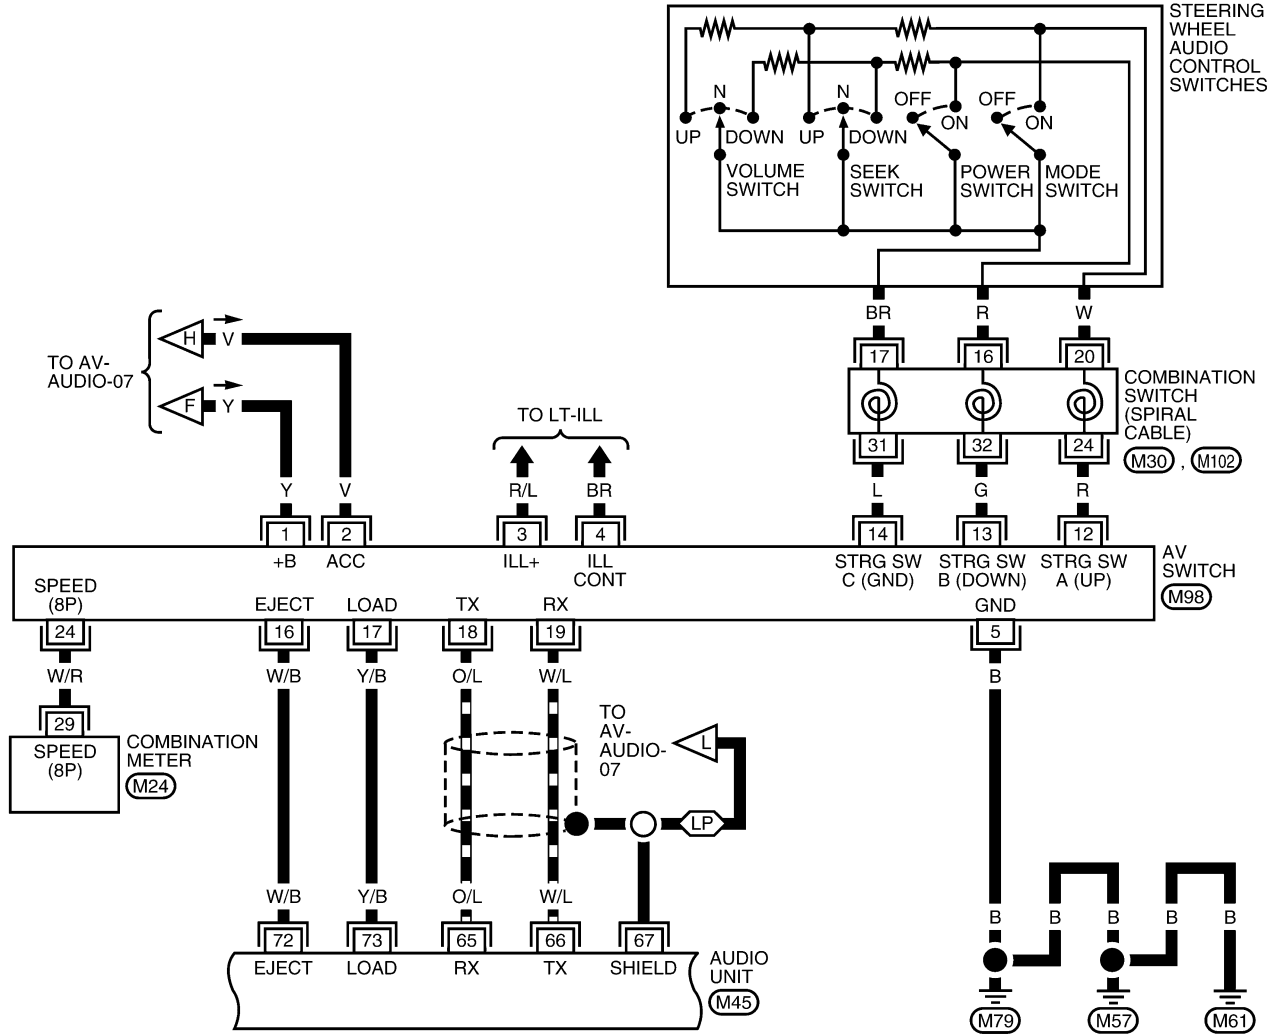 STEERING
WHEEL
AUDIO
CONTROL
SWITCHES
N
N
OFF
OFF
UP
DOWN
UP
DOWN
ON
ON
VOLUME
SWITCH
SEEK
SWITCH
POWER
SWITCH
MODE
SWITCH
BR
R
W
17
16
20
COMBINATION
SWITCH
(SPIRAL
CABLE)
M30 , M102
31
32
24
L
G
R
TO AV-
AUDIO-07
H
V
F
Y
TO LT-ILL
Y
V
R/L
BR
1
2
3
4
14
13
12
+B
ACC
ILL+
ILL
CONT
STRG SW
C (GND)
STRG SW
B (DOWN)
STRG SW
A (UP)
AV
SWITCH
M98
SPEED
(8P)
EJECT
LOAD
TX
RX
GND
24
16
17
18
19
5
W/R
W/B
Y/B
O/L
W/L
B
29
SPEED
(8P)
COMBINATION
METER
M24
TO
AV-
AUDIO-
07
L
LP
W/B
Y/B
O/L
W/L
B
B
B
B
B
72
73
65
66
67
EJECT
LOAD
RX
TX
SHIELD
AUDIO
UNIT
M45
M79
M57
M61